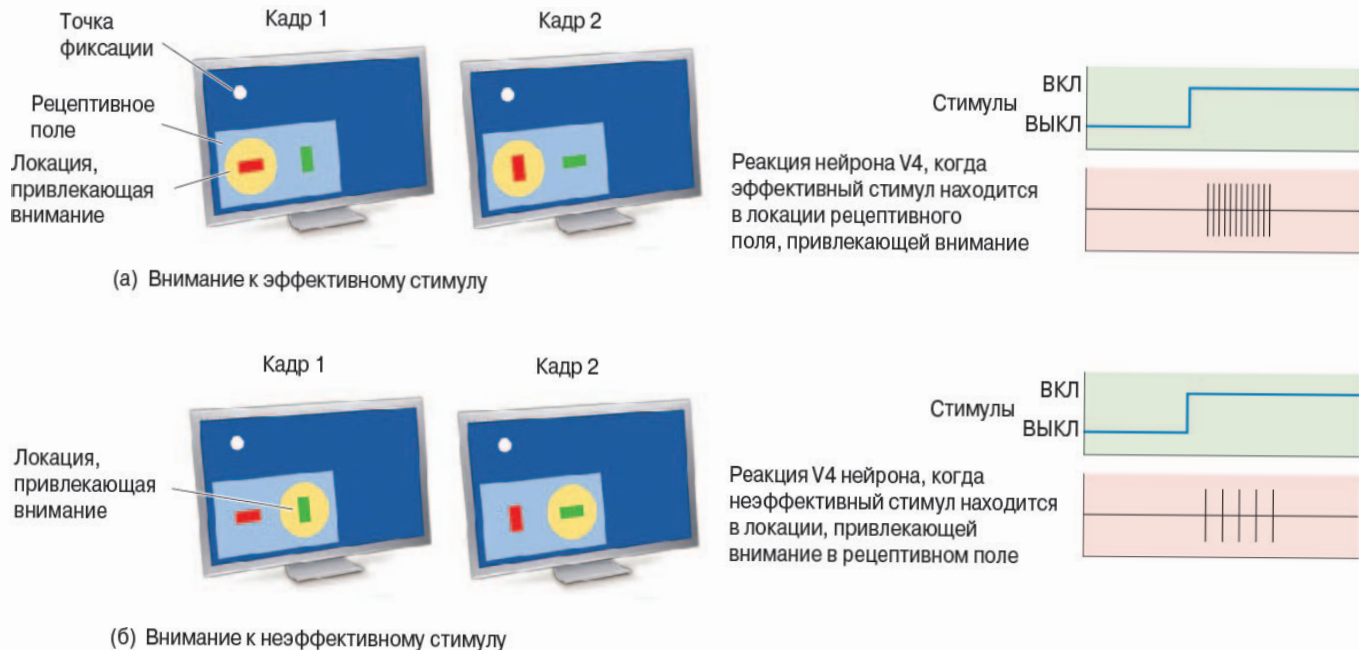 Точка
фиксации
Кадр 1
Кадр 2
Рецептивное
поле
Локация,
привлекающая
внимание
Стимулы
ВКЛ
ВЫКЛ
Реакция нейрона V4, когда
эффективный стимул находится
в локации рецептивного
поля, привлекающей внимание
(а) Внимание к эффективному стимулу
Кадр 1
Кадр 2
Локация,
привлекающая
внимание
Стимулы
ВКЛ
ВЫКЛ
Реакция V4 нейрона, когда
неэффективный стимул находится
в локации, привлекающей
внимание в рецептивном поле
(б) Внимание к неэффективному стимулу